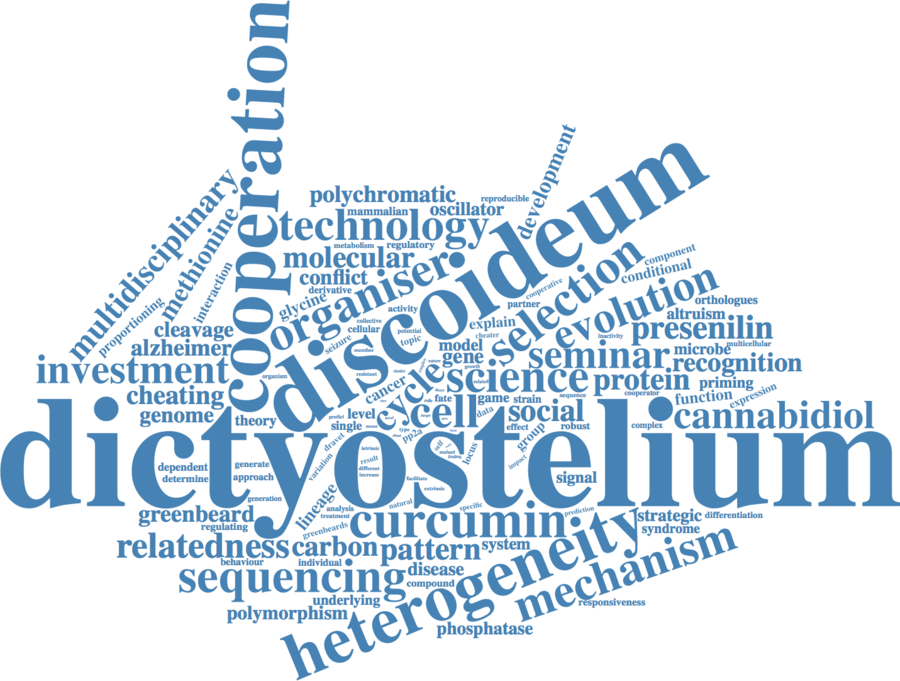 cooperation
development
discoideum
multidisciplinary
methionine
polychromatic
reproducible
mammalian
oscillator
technology
metabolism
regulatory
molecular
conflict
organiser
selection
component
conditional
interaction
proportioning
derivative
glycine
cooperative
partner
evolution
orthologues
altruism
activity
collective
cellular
potential
topic
explain
cheater
inactivity
presenilin
multicellular
cleavage
alzheimer
seizure
member
model
gene
seminar
microbe
recognition
investment
organism
resistant
cancer
cycle
growth
related
science
protein
priming
cheating
genome
theory
predict
level
single
fate
game
strain
sequence
cooperator
function
expression
cell
data
social
effect
robust
complex
cannabidiol
dictyostelium
dravet
variation
type
pp2a
self
mutant
finding
locus
impact
group
dependent
determine
generate
approach
intrinsic
result
different
increase
facilitate
extrinsic
signal
generation
lineage
analysis
treatment
natural
specific
prediction
greenbeard
regulating
greenbeards
curcumin
strategic
differentiation
syndrome
relatedness
carbon
pattern
system
heterogeneity
mechanism
behaviour
individual
disease
sequencing
compound
underlying
responsiveness
polymorphism
phosphatase